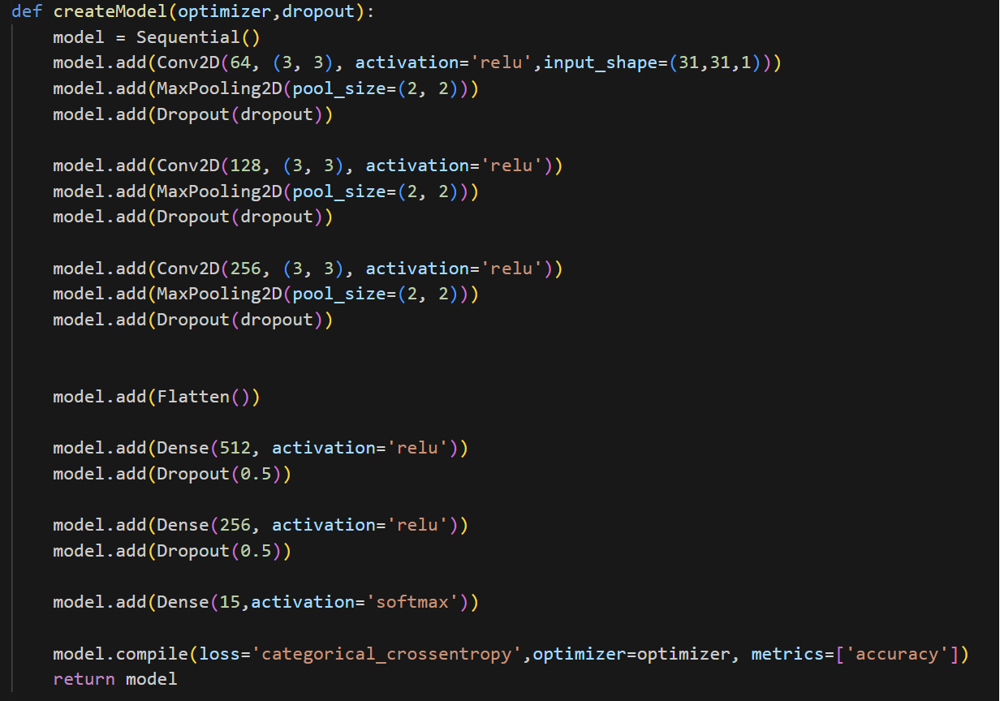 def createModel(optimizer,dropout):
    model = Sequential()
    model.add(Conv2D(64, (3, 3), activation='relu',input_shape=(31,31,1)))
    model.add(MaxPooling2D(pool_size=(2, 2)))
    model.add(Dropout(dropout))

    model.add(Conv2D(128, (3, 3), activation='relu'))
    model.add(MaxPooling2D(pool_size=(2, 2)))
    model.add(Dropout(dropout))

    model.add(Conv2D(256, (3, 3), activation='relu'))
    model.add(MaxPooling2D(pool_size=(2, 2)))
    model.add(Dropout(dropout))


    model.add(Flatten())

    model.add(Dense(512, activation='relu'))
    model.add(Dropout(0.5))

    model.add(Dense(256, activation='relu'))
    model.add(Dropout(0.5))

    model.add(Dense(15,activation='softmax'))

    model.compile(loss='categorical_crossentropy',optimizer=optimizer, metrics=['accuracy'])
    return model